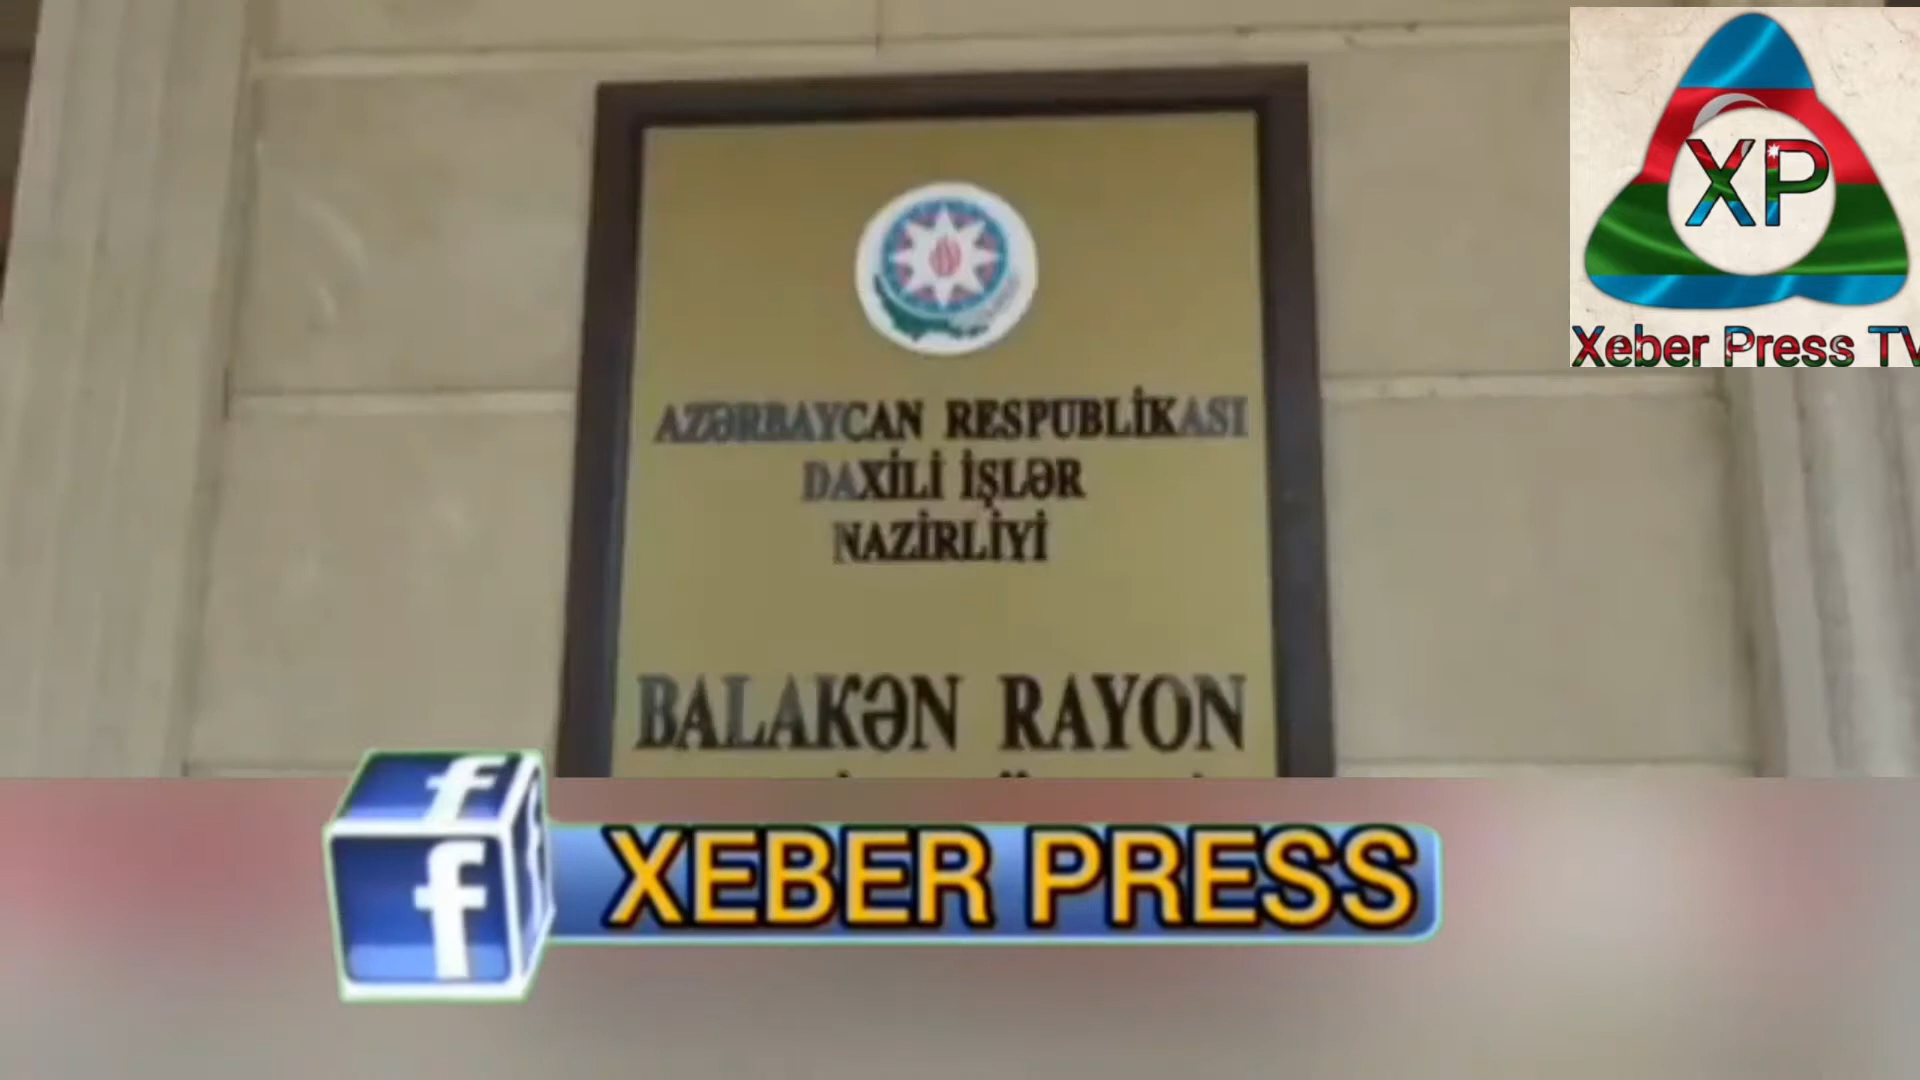 XP
Xeber Press TV
AZƏRBAYCAN RESPUBLİKASI
DAXİLİ İŞLƏR
NAZİRLİYİ
BALAKƏN RAYON
f
f
XEBER PRESS